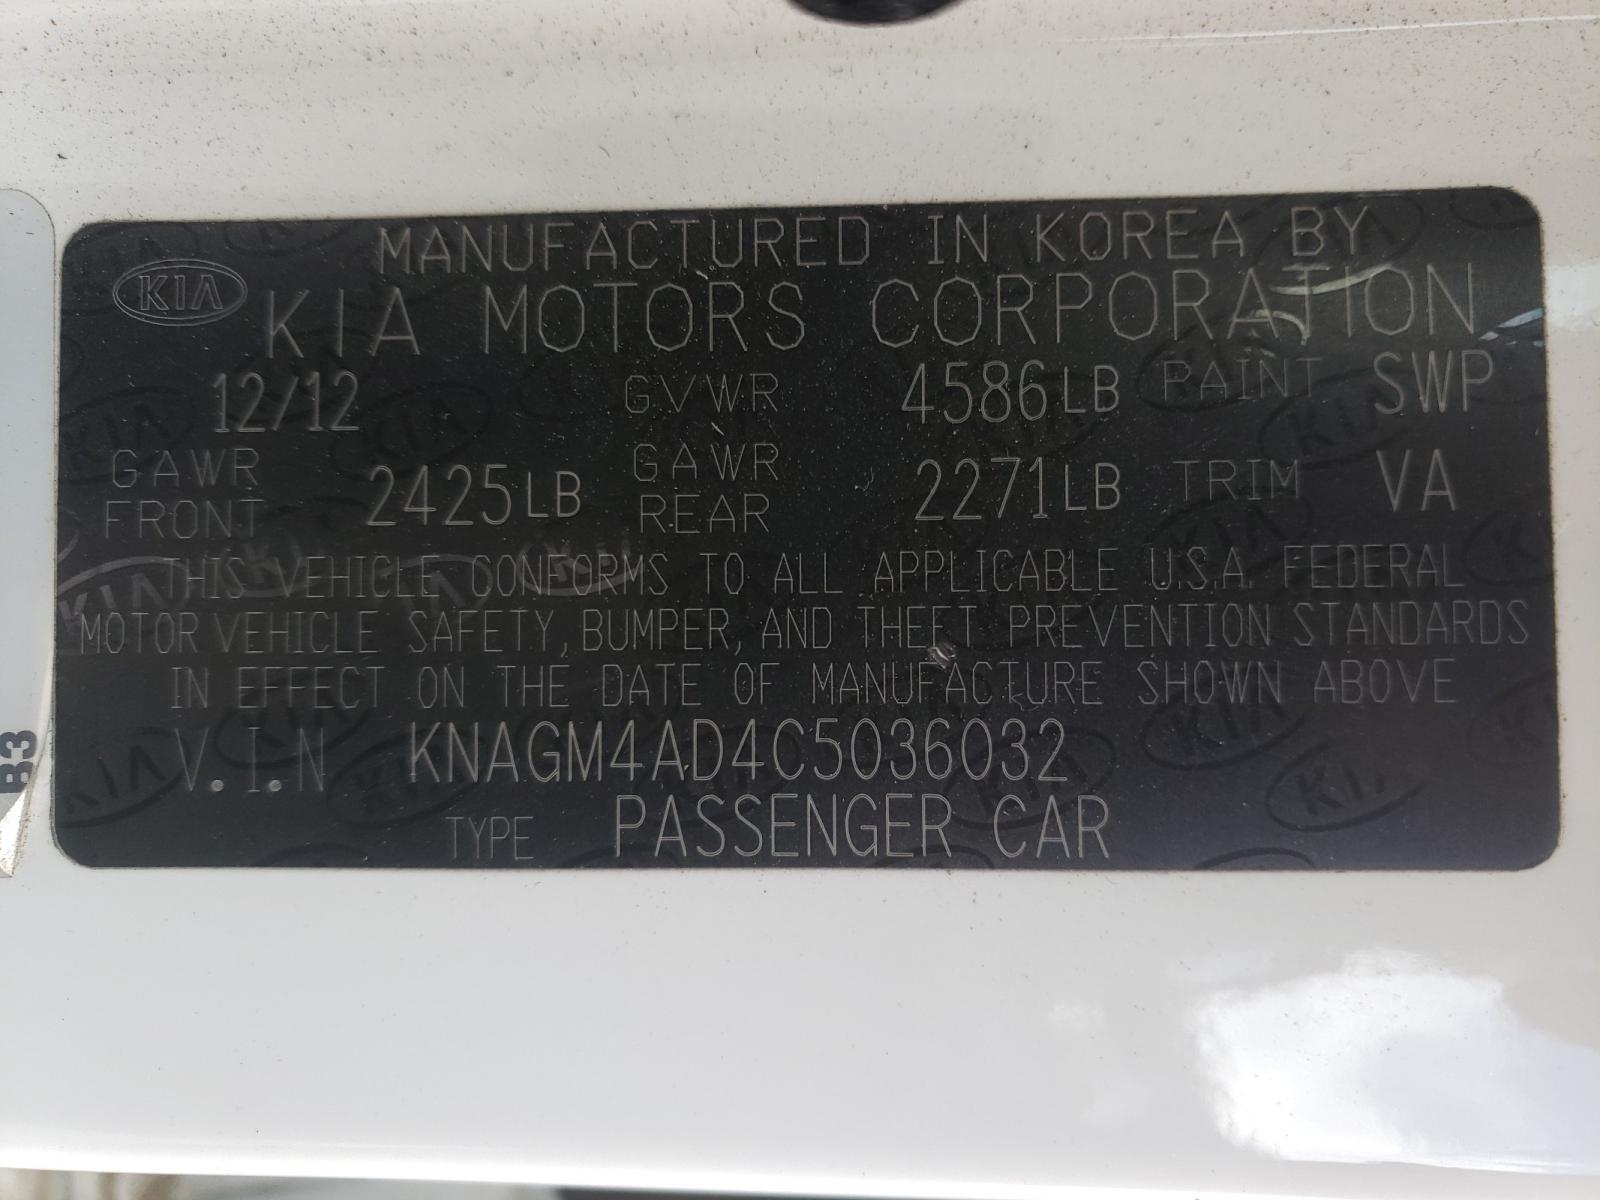 MANUFACTURED IN KOREA BY
KIA
KIA MOTORS CORPORATION
12/12 GVWR 4586LB PAINT SWP
GAWR FRONT 2425LB GAWR REAR 2271LB TRIM VA
THIS VEHICLE CONFORMS TO ALL APPLICABLE U.S.A. FEDERAL
MOTOR VEHICLE SAFETY, BUMPER, AND THEFT PREVENTION STANDARDS
IN EFFECT ON THE DATE OF MANUFACTURE SHOWN ABOVE
V.I.N KNAGM4AD4C5036032
TYPE PASSENGER CAR
B3